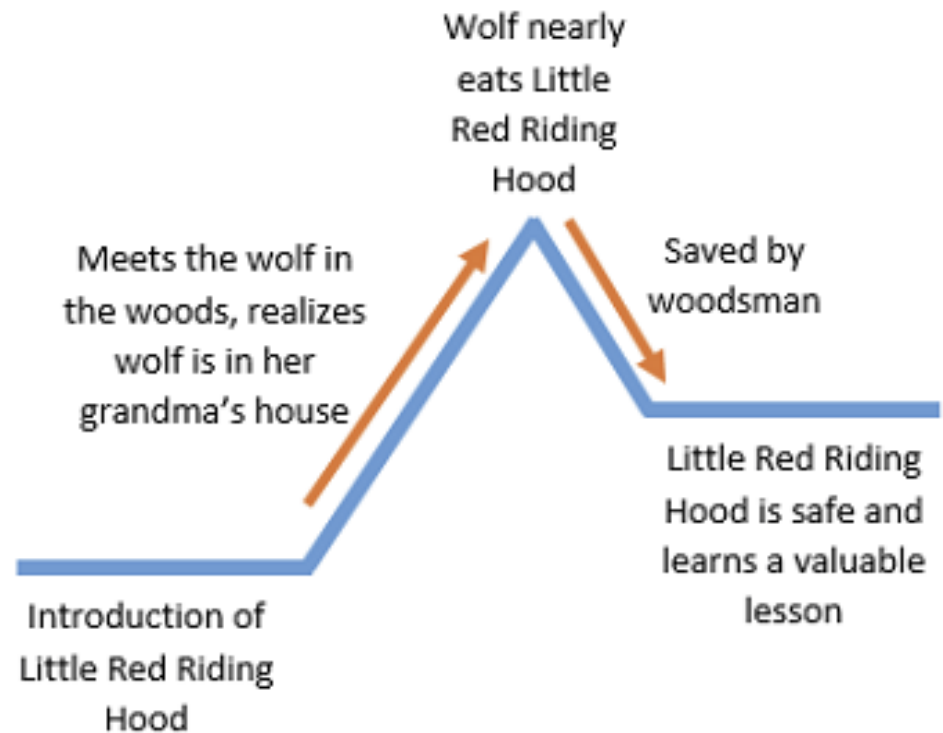 Wolf nearly
eats Little
Red Riding
Hood
Meets the wolf in
the woods, realizes
wolf is in her
grandma's house
Saved by
woodsman
Little Red Riding
Hood is safe and
learns a valuable
lesson
Introduction of
Little Red Riding
Hood